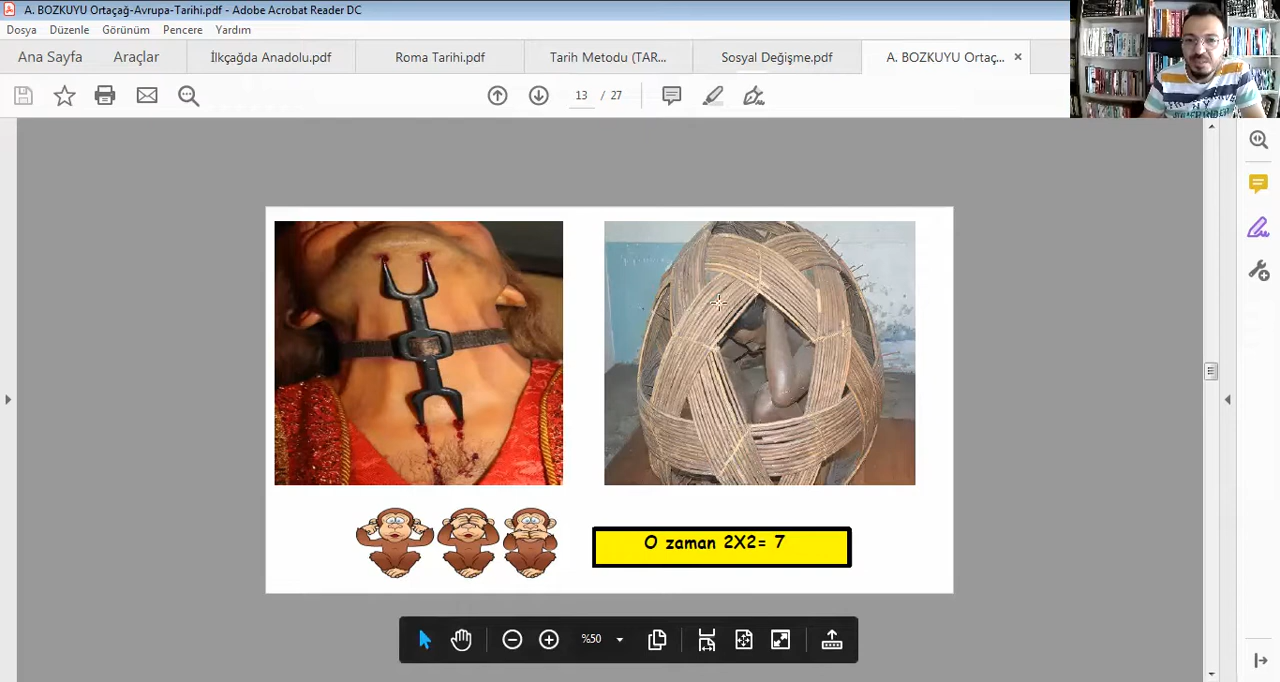 A. BOZKUYU Ortaçağ-Avrupa-Tarihi.pdf - Adobe Acrobat Reader DC
Dosya Düzenle Görünüm Pencere Yardım
Ana Sayfa Araçlar İlkçağda Anadolu.pdf Roma Tarihi.pdf Tarih Metodu (TAR... Sosyal Değişme.pdf A. BOZKUYU Ortaç... ×
13 / 27
O zaman 2X2= 7
%50